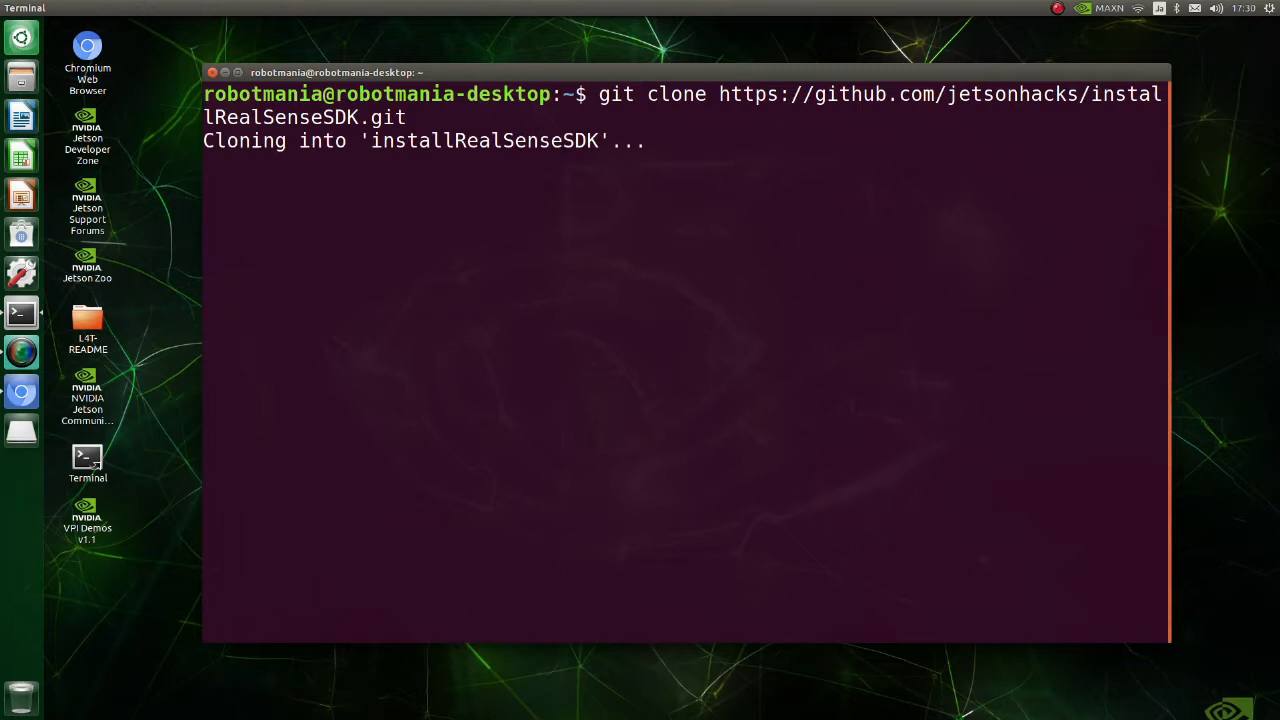 Terminal
MAXN
Ja
17:30
Chromium
Web
Browser
NVIDIA.
Jetson
Developer
Zone
NVIDIA.
Jetson
Support
Forums
NVIDIA.
Jetson Zoo
L4T-
README
NVIDIA.
NVIDIA
Jetson
Communi...
Terminal
NVIDIA.
VPI Demos
v1.1
robotmania@robotmania-desktop: ~
robotmania@robotmania-desktop:~$ git clone https://github.com/jetsonhacks/instal
lRealSenseSDK.git
Cloning into 'installRealSenseSDK'...